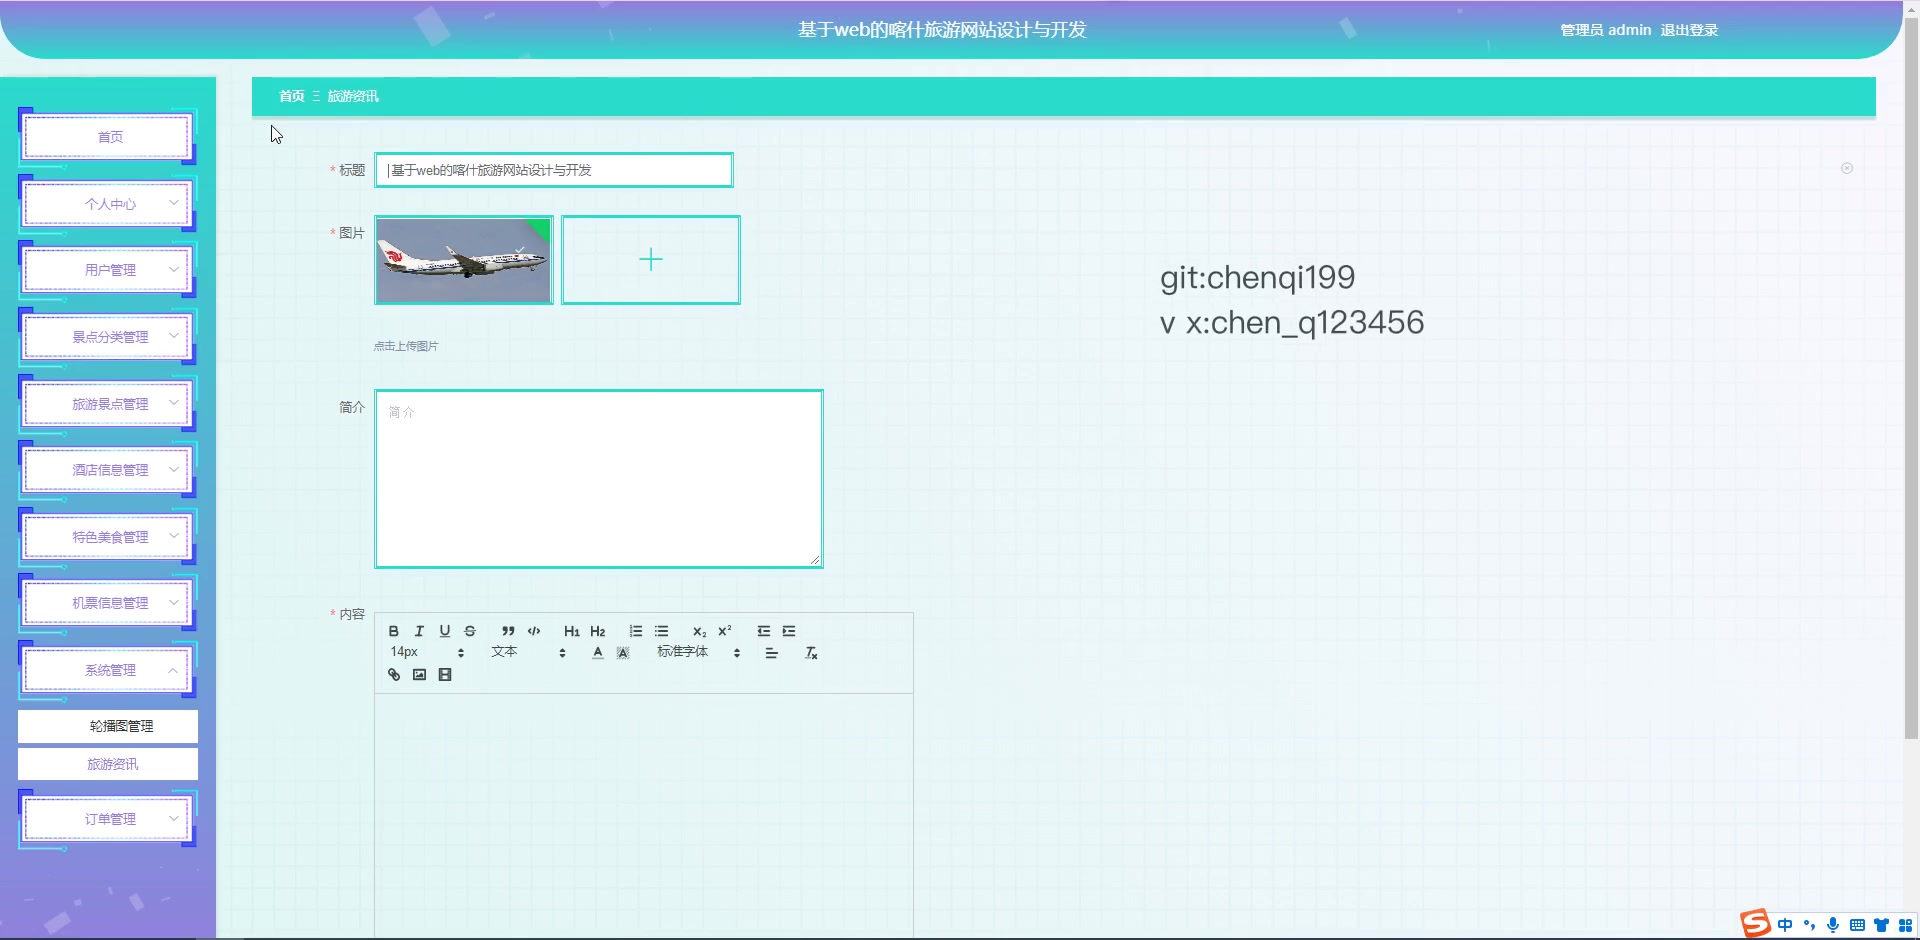 基于web的喀什旅游网站设计与开发
管理员 admin 退出登录
首页
个人中心
用户管理
景点分类管理
旅游景点管理
酒店信息管理
特色美食管理
机票信息管理
系统管理
轮播图管理
旅游资讯
订单管理
首页 Ξ 旅游资讯
* 标题
基于web的喀什旅游网站设计与开发
* 图片
点击上传图片
简介
简介
* 内容
B I U S H1 H2 x₂ x²
14px 文本 A A 标准字体
git:chenqi199
v x:chen_q123456
中